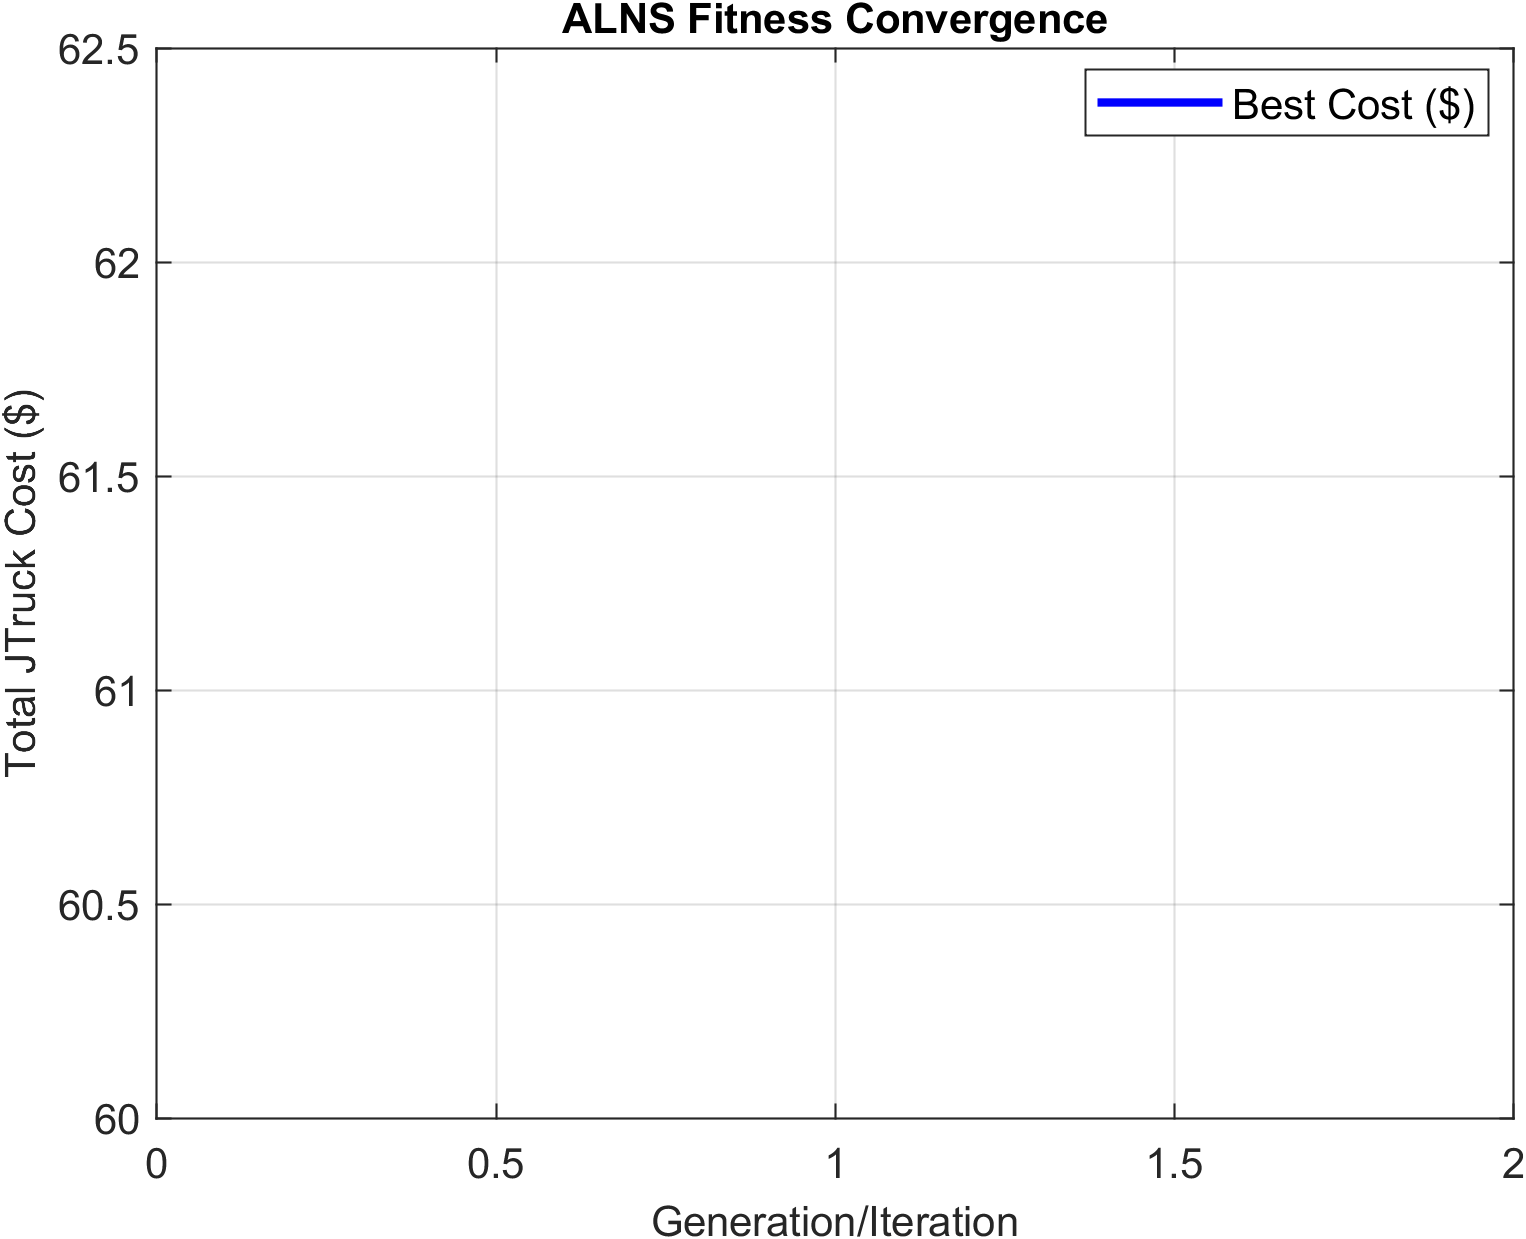 ALNS Fitness Convergence
Best Cost ($)
62.5
62
61.5
61
60.5
60
Total JTruck Cost ($)
0
0.5
1
1.5
2
Generation/Iteration